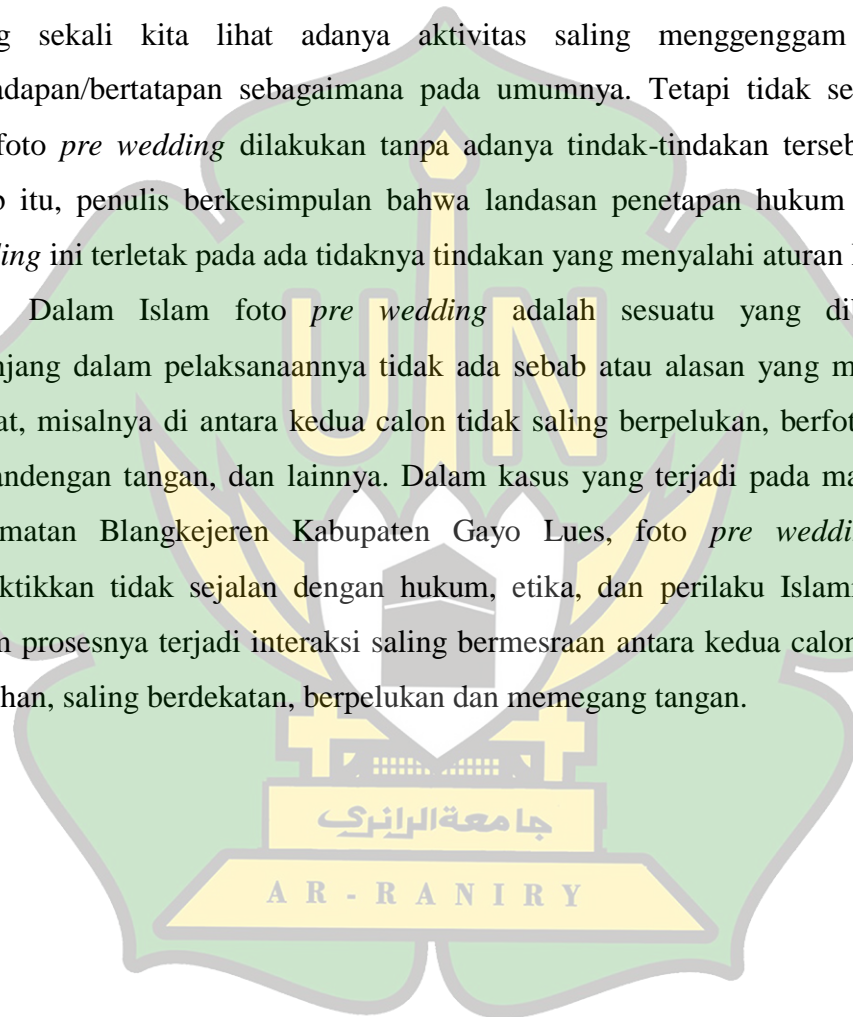 g sekali kita lihat adanya aktivitas saling menggenggam
adapan/bertatapan sebagaimana pada umumnya. Tetapi tidak se
foto pre wedding dilakukan tanpa adanya tindak-tindakan terseb
b itu, penulis berkesimpulan bahwa landasan penetapan hukum
ling ini terletak pada ada tidaknya tindakan yang menyalahi aturan
Dalam Islam foto pre wedding adalah sesuatu yang di
njang dalam pelaksanaannya tidak ada sebab atau alasan yang m
at, misalnya di antara kedua calon tidak saling berpelukan, berfot
andengan tangan, dan lainnya. Dalam kasus yang terjadi pada ma
matan Blangkejeren Kabupaten Gayo Lues, foto pre weddi
aktikkan tidak sejalan dengan hukum, etika, dan perilaku Islam
n prosesnya terjadi interaksi saling bermesraan antara kedua calon
han, saling berdekatan, berpelukan dan memegang tangan.
UIN
جامعة الرانري
AR-RANIRY